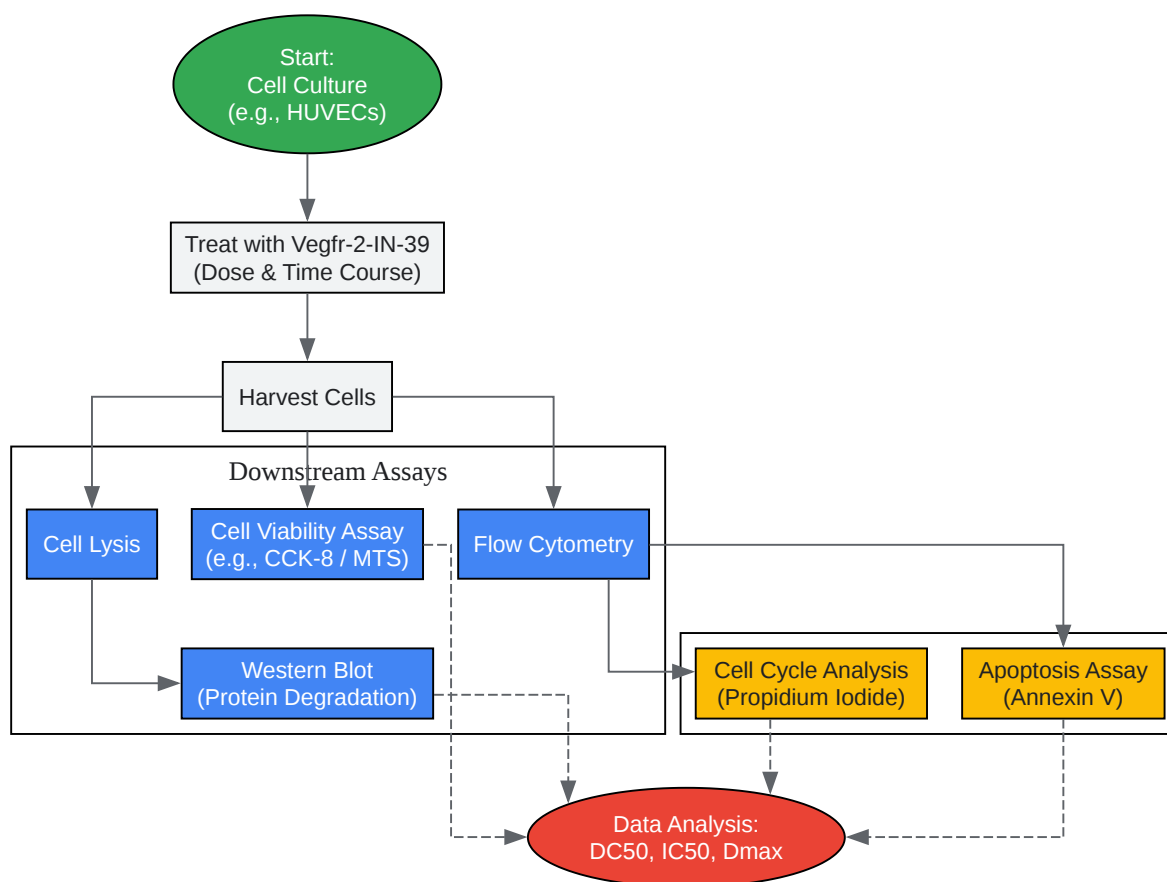 Start:
Cell Culture
(e.g., HUVECs)
Treat with Vegfr-2-IN-39
(Dose & Time Course)
Harvest Cells
Downstream Assays
Cell Lysis
Cell Viability Assay
(e.g., CCK-8 / MTS)
Flow Cytometry
Western Blot
(Protein Degradation)
Cell Cycle Analysis
(Propidium Iodide)
Apoptosis Assay
(Annexin V)
Data Analysis:
DC50, IC50, Dmax